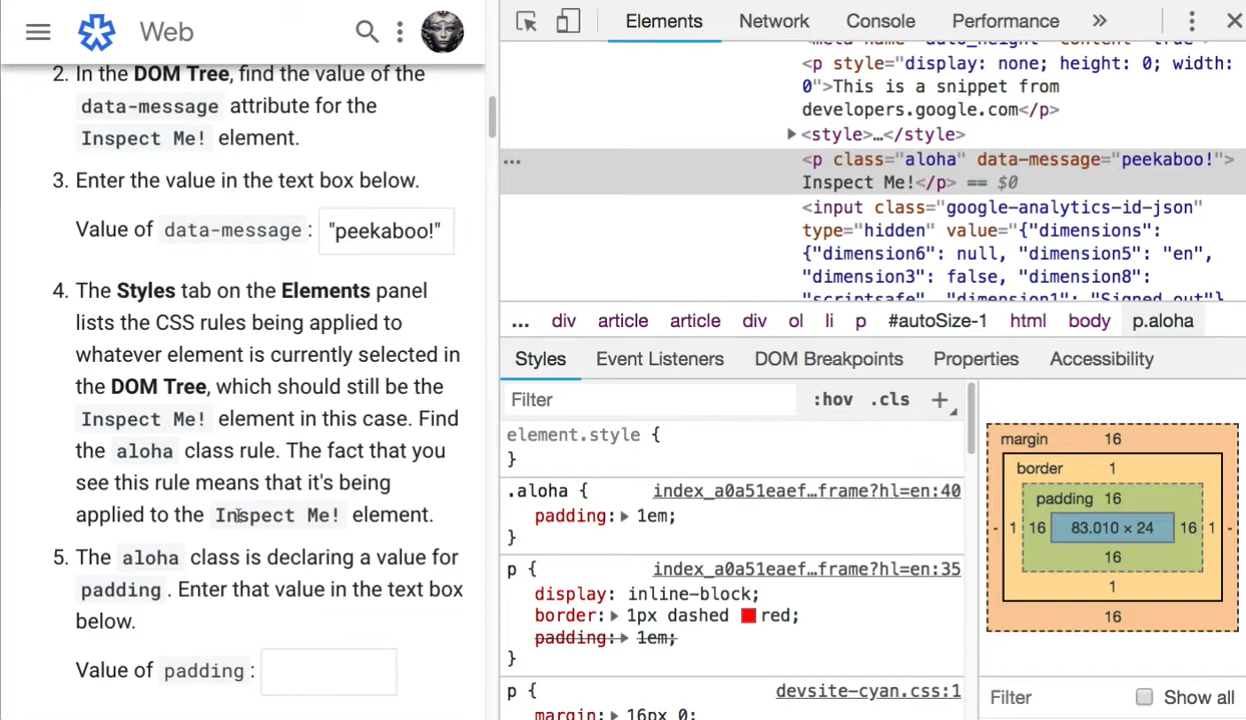 Web
2. In the DOM Tree, find the value of the
data-message attribute for the
Inspect Me! element.
3. Enter the value in the text box below.
Value of data-message: "peekaboo!"
4. The Styles tab on the Elements panel
lists the CSS rules being applied to
whatever element is currently selected in
the DOM Tree, which should still be the
Inspect Me! element in this case. Find
the aloha class rule. The fact that you
see this rule means that it's being
applied to the Inspect Me! element.
5. The aloha class is declaring a value for
padding. Enter that value in the text box
below.
Value of padding:
Elements Network Console Performance »
<meta name="auto_height" content="true">
<p style="display: none; height: 0; width:
0">This is a snippet from
developers.google.com</p>
▶<style>…</style>
… <p class="aloha" data-message="peekaboo!">
Inspect Me!</p> == $0
<input class="google-analytics-id-json"
type="hidden" value="{"dimensions":
{"dimension6": null, "dimension5": "en",
"dimension3": false, "dimension8":
"scriptsafe", "dimension1": "Signed out"}
... div article article div ol li p #autoSize-1 html body p.aloha
Styles Event Listeners DOM Breakpoints Properties Accessibility
Filter :hov .cls +
element.style {
}
.aloha { index_a0a51eaef…frame?hl=en:40
padding:▶ 1em;
}
p { index_a0a51eaef…frame?hl=en:35
display: inline-block;
border:▶ 1px dashed red;
padding:▶ 1em;
}
p { devsite-cyan.css:1
margin: 16px 0;
margin 16
border 1
padding 16
- 1 16 83.010 × 24 16 1 -
16
1
16
Filter Show all